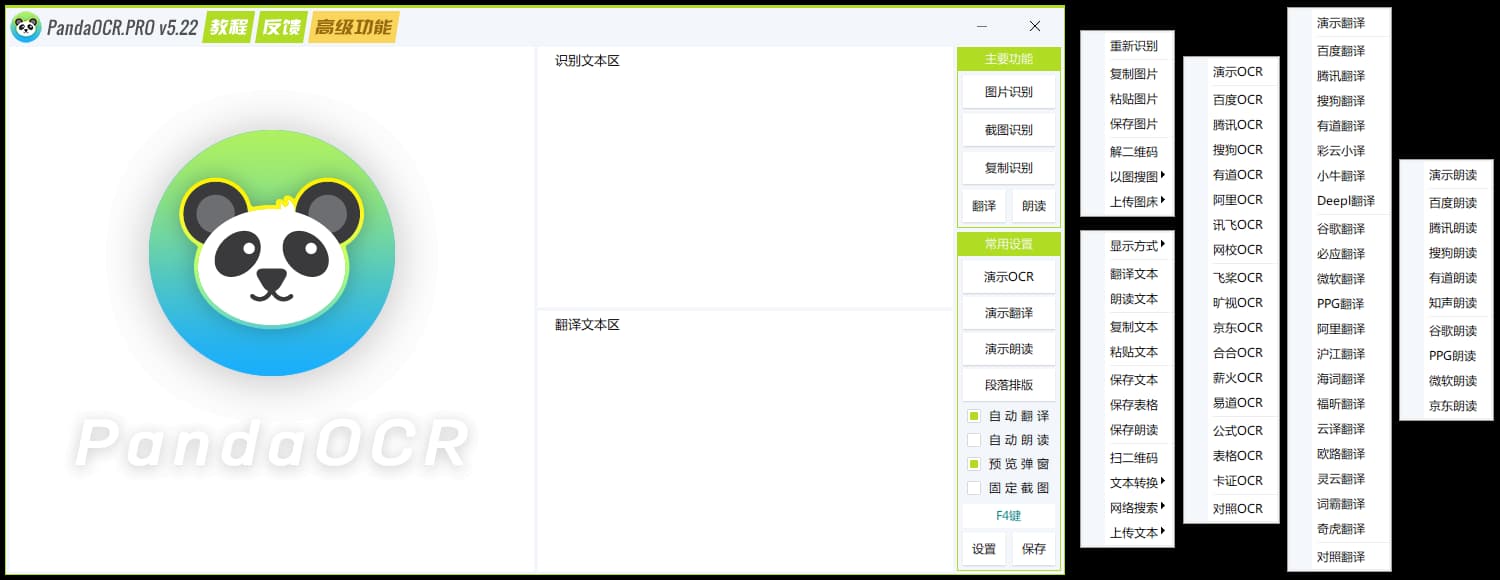 PandaOCR.PRO v5.22 教程 反馈 高级功能
PandaOCR
识别文本区
翻译文本区
主要功能
图片识别
截图识别
复制识别
翻译 朗读
常用设置
演示OCR
演示翻译
演示朗读
段落排版
自动翻译
自动朗读
预览弹窗
固定截图
F4键
设置 保存
重新识别
复制图片
粘贴图片
保存图片
解二维码
以图搜图
上传图床
显示方式
翻译文本
朗读文本
复制文本
粘贴文本
保存文本
保存表格
保存朗读
扫二维码
文本转换
网络搜索
上传文本
演示OCR
百度OCR
腾讯OCR
搜狗OCR
有道OCR
阿里OCR
讯飞OCR
网校OCR
飞桨OCR
旷视OCR
京东OCR
合合OCR
薪火OCR
易道OCR
公式OCR
表格OCR
卡证OCR
对照OCR
演示翻译
百度翻译
腾讯翻译
搜狗翻译
有道翻译
彩云小译
小牛翻译
Deepl翻译
谷歌翻译
必应翻译
微软翻译
PPG翻译
阿里翻译
沪江翻译
海词翻译
福昕翻译
云译翻译
欧路翻译
灵云翻译
词霸翻译
奇虎翻译
对照翻译
演示朗读
百度朗读
腾讯朗读
搜狗朗读
有道朗读
知声朗读
谷歌朗读
PPG朗读
微软朗读
京东朗读